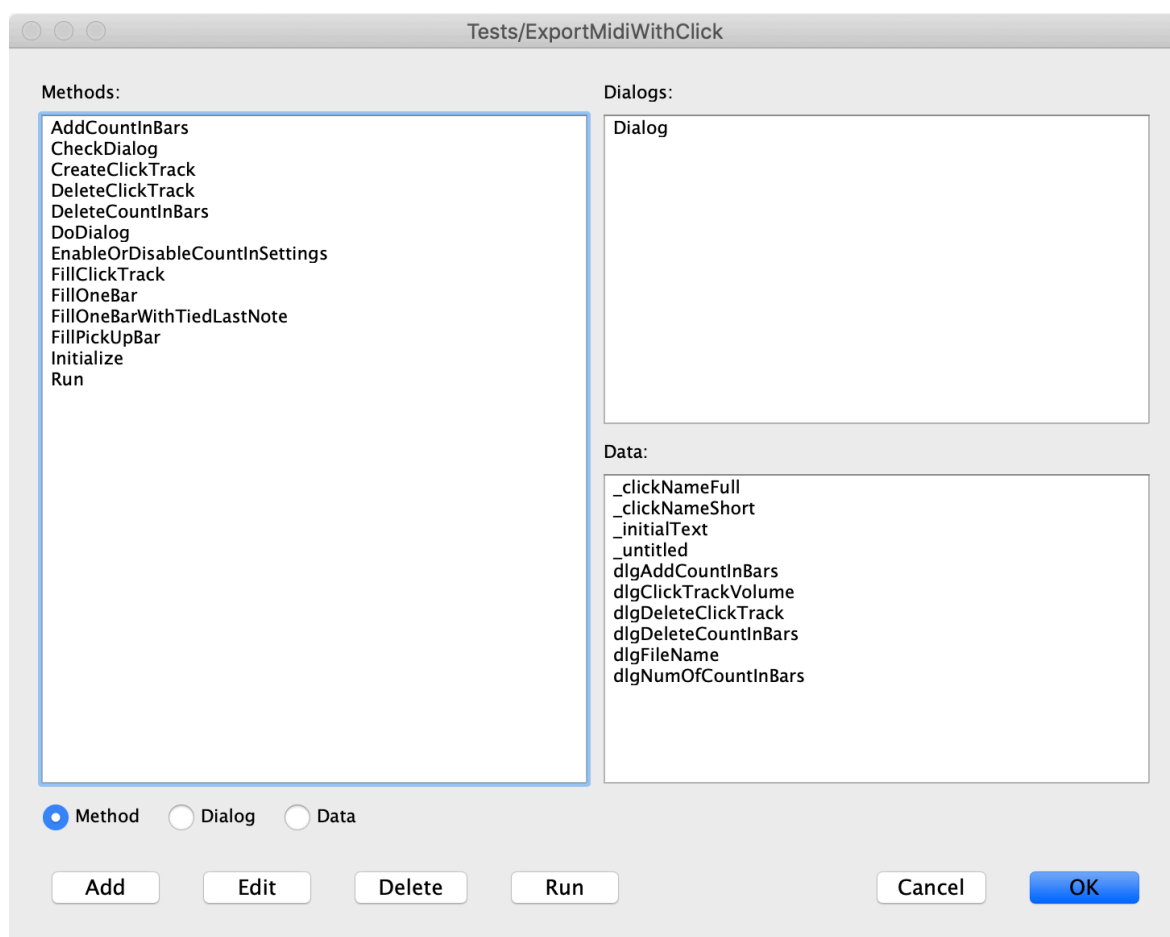 Tests/ExportMidiWithClick
Methods:
AddCountInBars
CheckDialog
CreateClickTrack
DeleteClickTrack
DeleteCountInBars
DoDialog
EnableOrDisableCountInSettings
FillClickTrack
FillOneBar
FillOneBarWithTiedLastNote
FillPickUpBar
Initialize
Run
Dialogs:
Dialog
Data:
_clickNameFull
_clickNameShort
_initialText
_untitled
dlgAddCountInBars
dlgClickTrackVolume
dlgDeleteClickTrack
dlgDeleteCountInBars
dlgFileName
dlgNumOfCountInBars
Method Dialog Data
Add Edit Delete Run Cancel OK